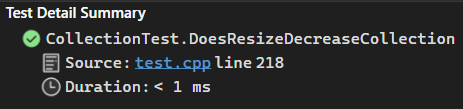 Test Detail Summary
CollectionTest.DoesResizeDecreaseCollection
Source: test.cpp line 218
Duration: < 1 ms